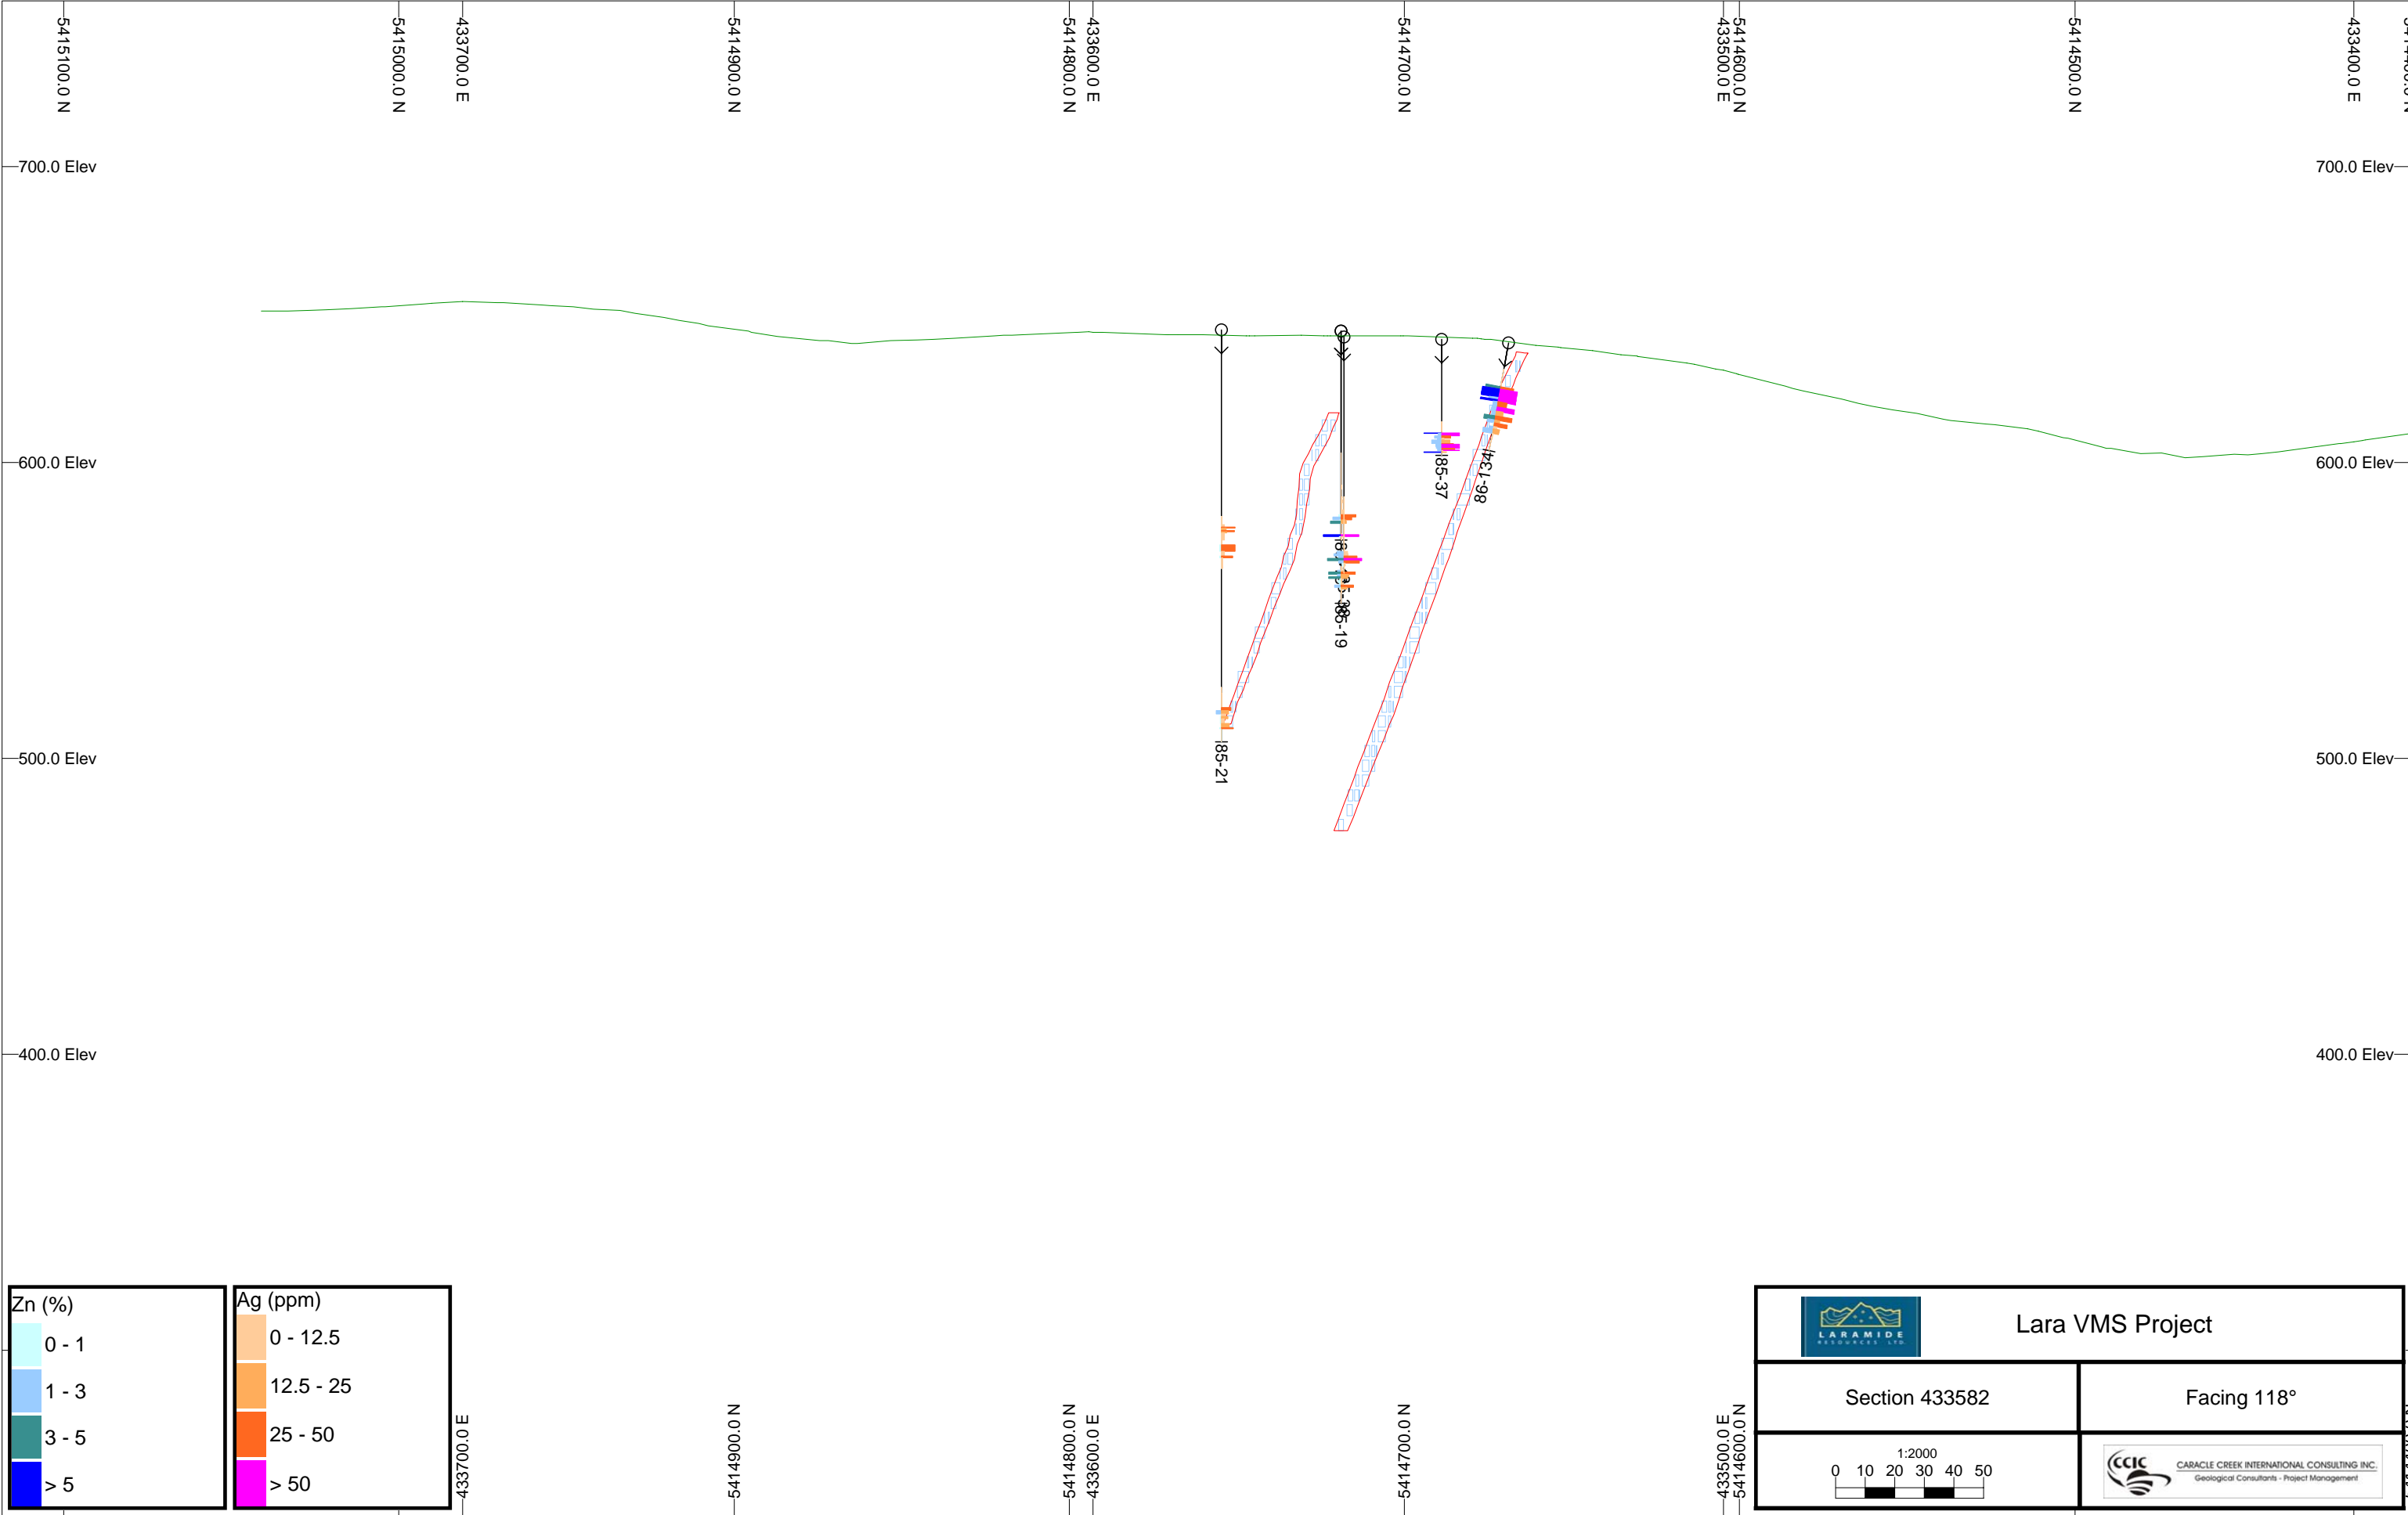 5415100.0 N
5415000.0 N
433700.0 E
5414900.0 N
5414800.0 N
433600.0 E
5414700.0 N
433500.0 E
5414600.0 N
5414500.0 N
433400.0 E
700.0 Elev
700.0 Elev
600.0 Elev
600.0 Elev
85-37
86-134
85-19
500.0 Elev
500.0 Elev
85-21
400.0 Elev
400.0 Elev
Zn (%)
0 - 1
1 - 3
3 - 5
> 5
Ag (ppm)
0 - 12.5
12.5 - 25
25 - 50
> 50
433700.0 E
5414900.0 N
5414800.0 N
433600.0 E
5414700.0 N
433500.0 E
5414600.0 N
LARAMIDE
RESOURCES LTD.
Lara VMS Project
Section 433582
Facing 118°
1:2000
0 10 20 30 40 50
CCIC
CARACLE CREEK INTERNATIONAL CONSULTING INC.
Geological Consultants - Project Management